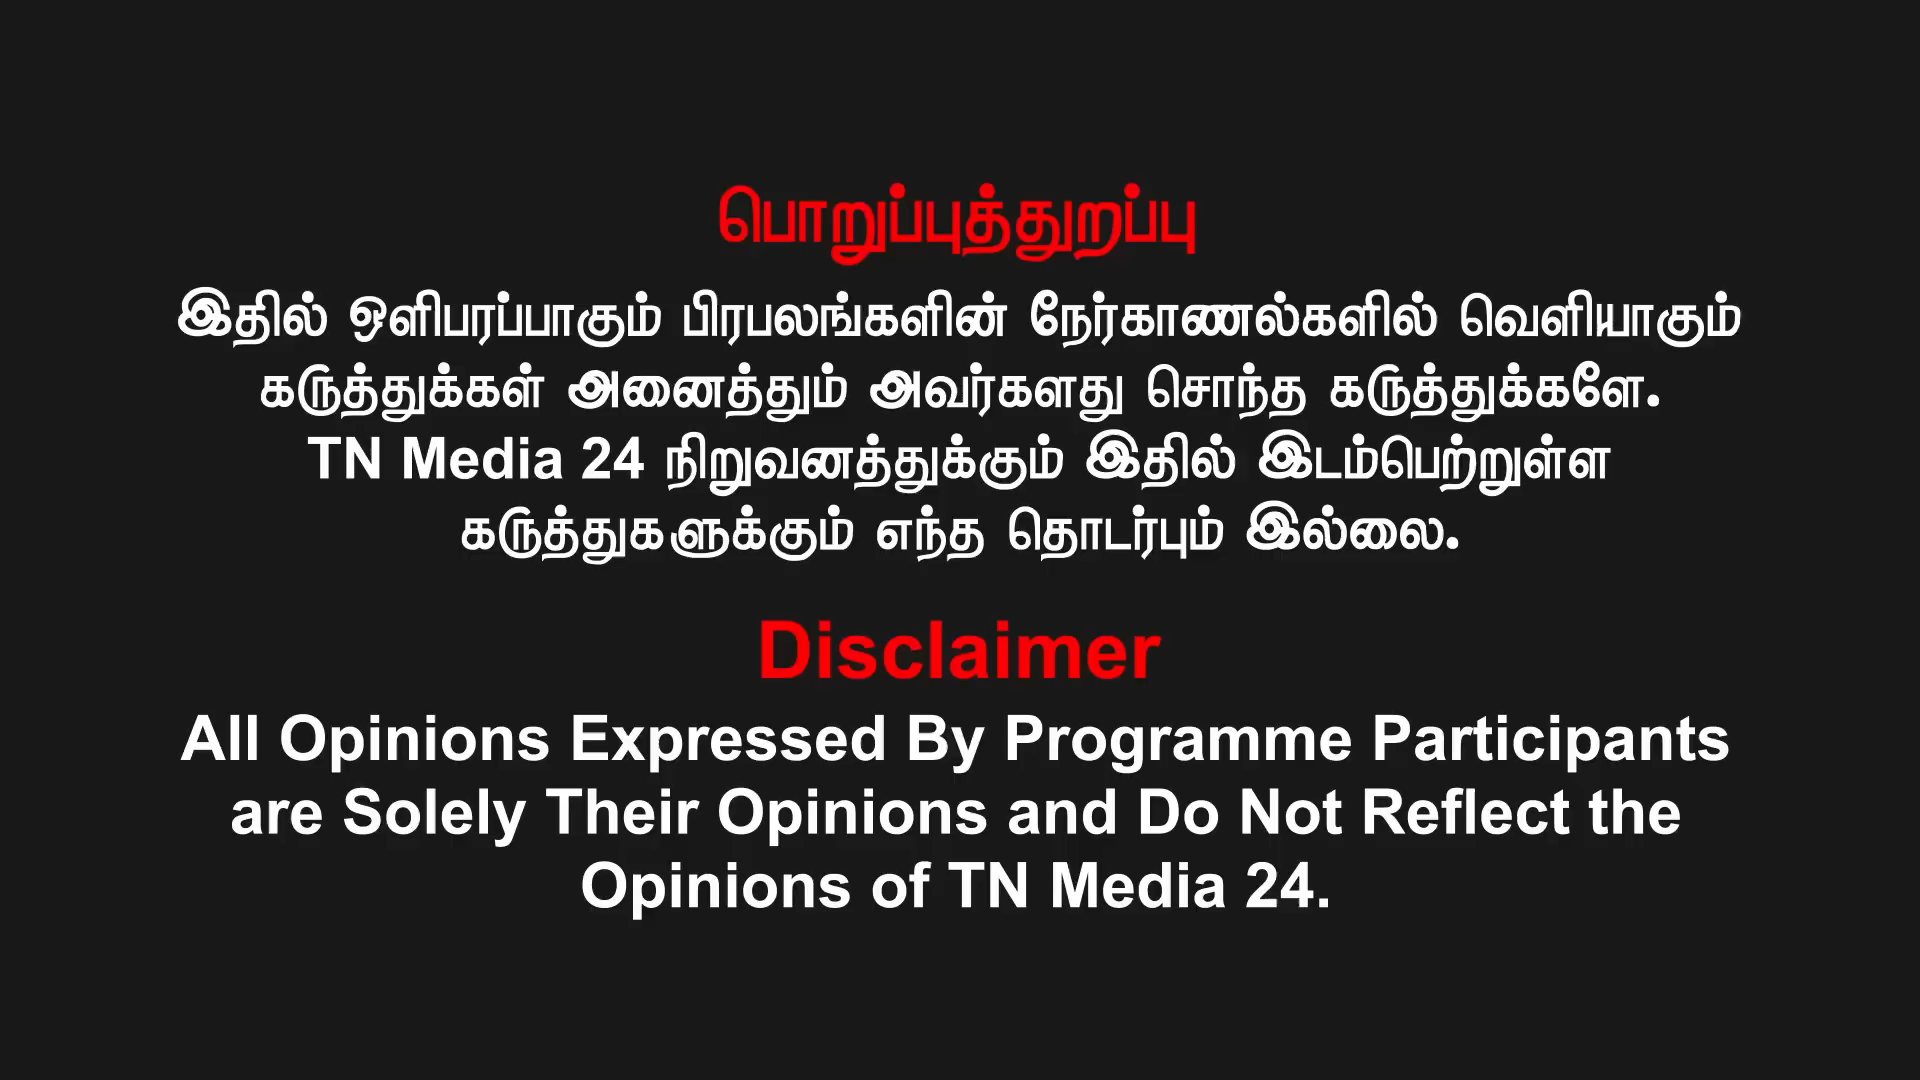 பொறுப்புத்துறப்பு
இதில் ஒளிபரப்பாகும் பிரபலங்களின் நேர்காணல்களில் வெளியாகும்
கருத்துக்கள் அனைத்தும் அவர்களது சொந்த கருத்துக்களே.
TN Media 24 நிறுவனத்துக்கும் இதில் இடம்பெற்றுள்ள
கருத்துகளுக்கும் எந்த தொடர்பும் இல்லை.
Disclaimer
All Opinions Expressed By Programme Participants
are Solely Their Opinions and Do Not Reflect the
Opinions of TN Media 24.